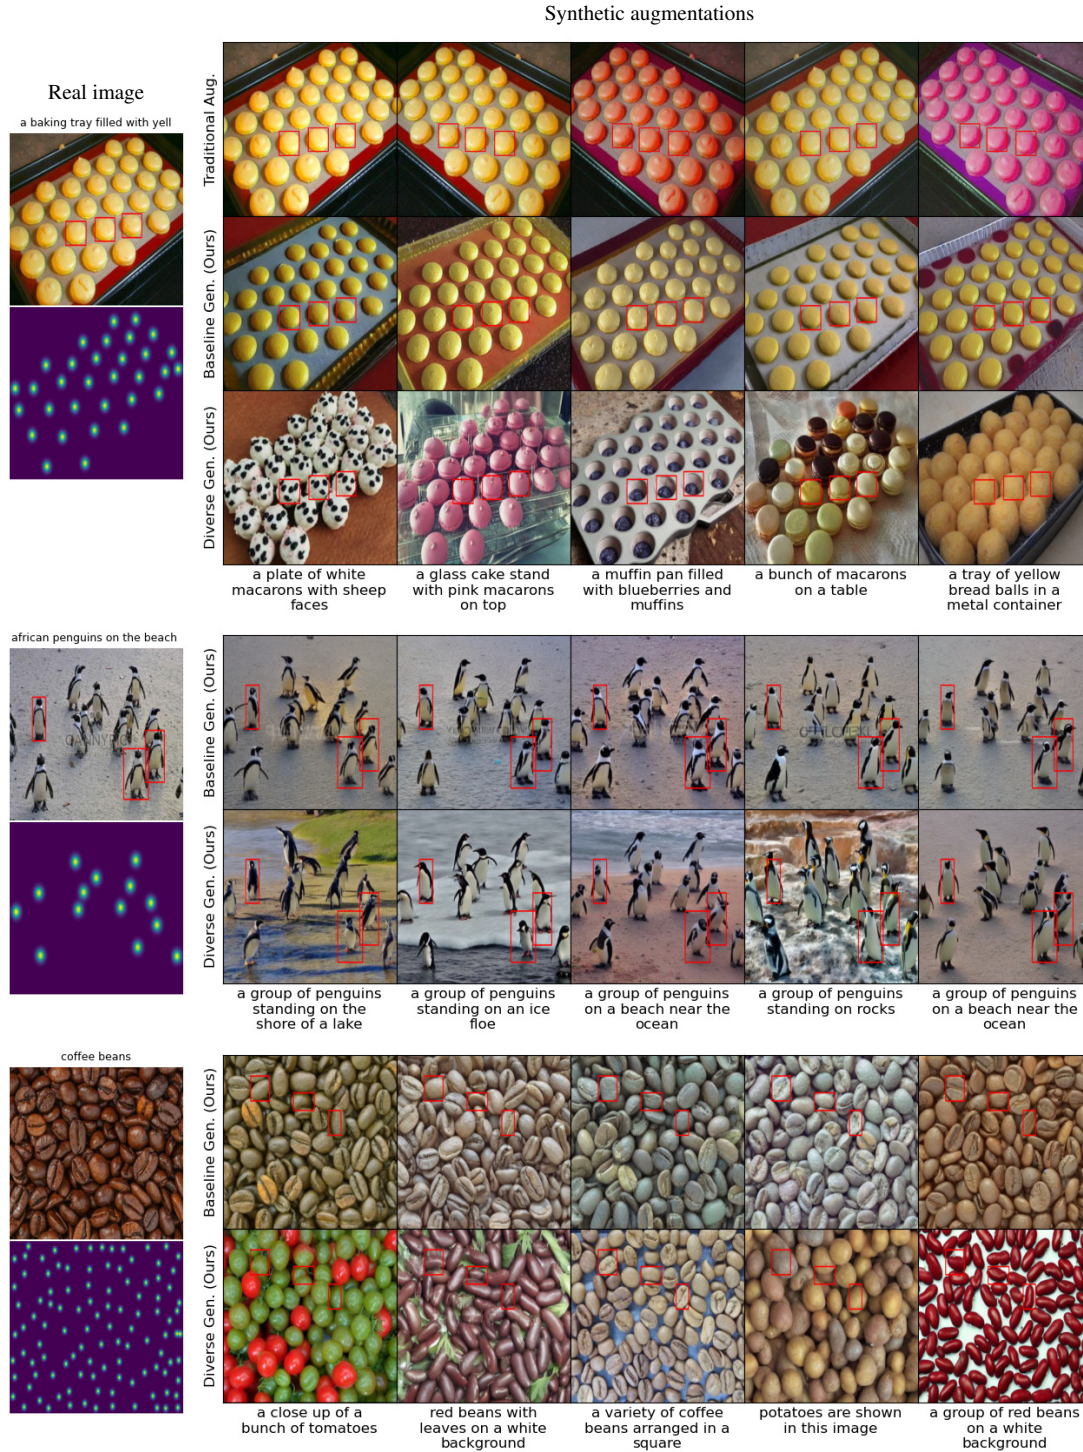 Synthetic augmentations
Real image
a baking tray filled with yell
Traditional Aug.
Baseline Gen. (Ours)
Diverse Gen. (Ours)
a plate of white
macarons with sheep
faces
a glass cake stand
with pink macarons
on top
a muffin pan filled
with blueberries and
muffins
a bunch of macarons
on a table
a tray of yellow
bread balls in a
metal container
african penguins on the beach
Baseline Gen. (Ours)
Diverse Gen. (Ours)
a group of penguins
standing on the
shore of a lake
a group of penguins
standing on an ice
floe
a group of penguins
on a beach near the
ocean
a group of penguins
standing on rocks
a group of penguins
on a beach near the
ocean
coffee beans
Baseline Gen. (Ours)
Diverse Gen. (Ours)
a close up of a
bunch of tomatoes
red beans with
leaves on a white
background
a variety of coffee
beans arranged in a
square
potatoes are shown
in this image
a group of red beans
on a white
background